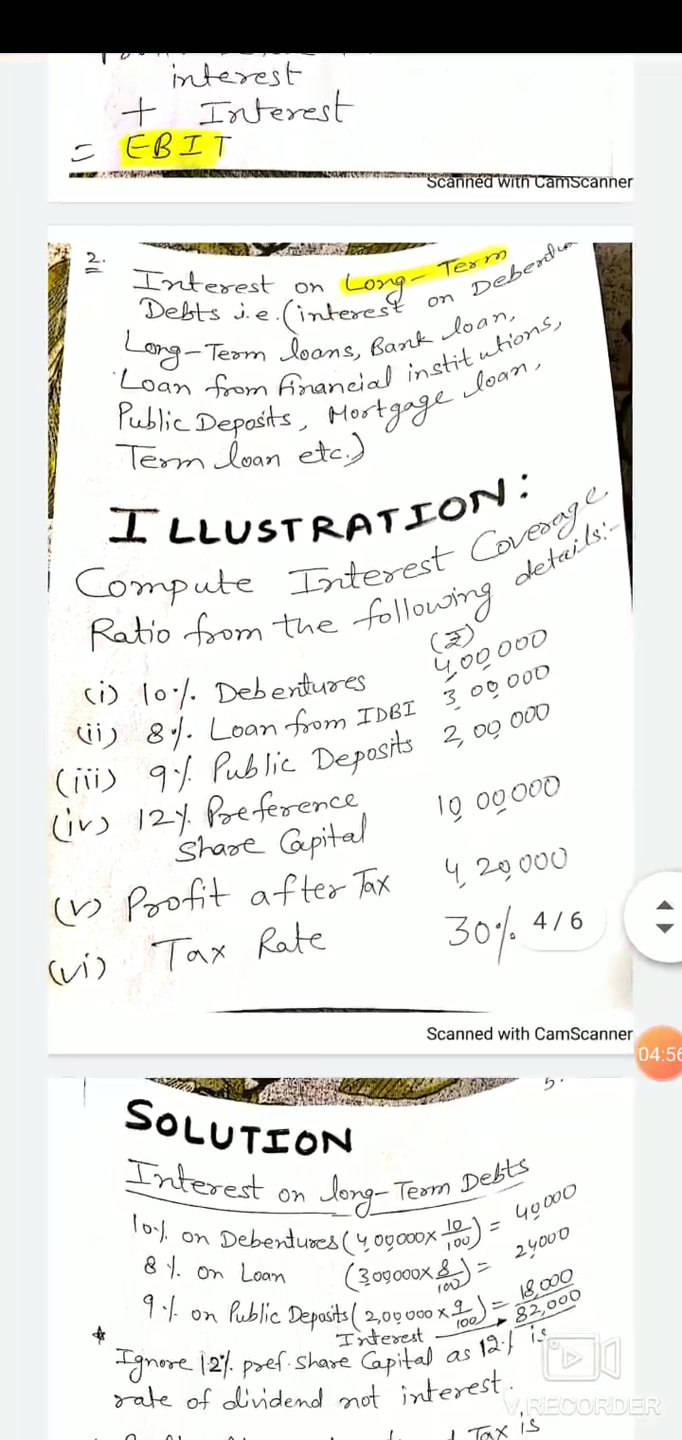 interest
+ Interest
= EBIT
Scanned with CamScanner
2.
Interest on Long-Term
Debts i.e. (interest on
Long-Term loans, Bank loan,
Loan from financial institutions,
Public Deposits, Mortgage loan,
Term loan etc.)
ILLUSTRATION:
Compute Interest Coverage
Ratio from the following details:-
(₹)
(i) 10% Debentures 4,00,000
(ii) 8% Loan from IDBI 3,00,000
(iii) 9% Public Deposits 2,00,000
(iv) 12% Preference
Share Capital 10,00,000
(v) Profit after Tax 4,20,000
(vi) Tax Rate 30%
4/6
Scanned with CamScanner
04:56
5.
SOLUTION
Interest on long-Term Debts
10% on Debentures (4,00,000 x 10/100) = 40,000
8% on Loan (3,00,000 x 8/100) = 24,000
9% on Public Deposits (2,00,000 x 9/100) = 18,000
Interest → 82,000
* Ignore 12% pref. Share Capital as 12% is
rate of dividend not interest.
V.RECORDER
Tax is